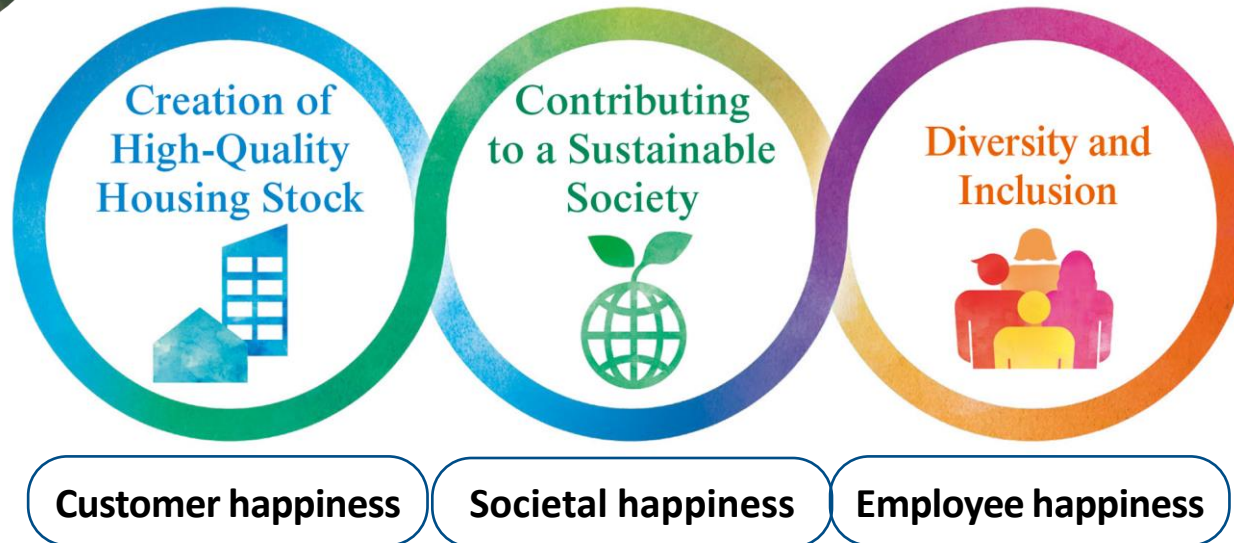 Creation of
High-Quality
Housing Stock
Contributing
to a Sustainable
Society
Diversity and
Inclusion
Customer happiness
Societal happiness
Employee happiness